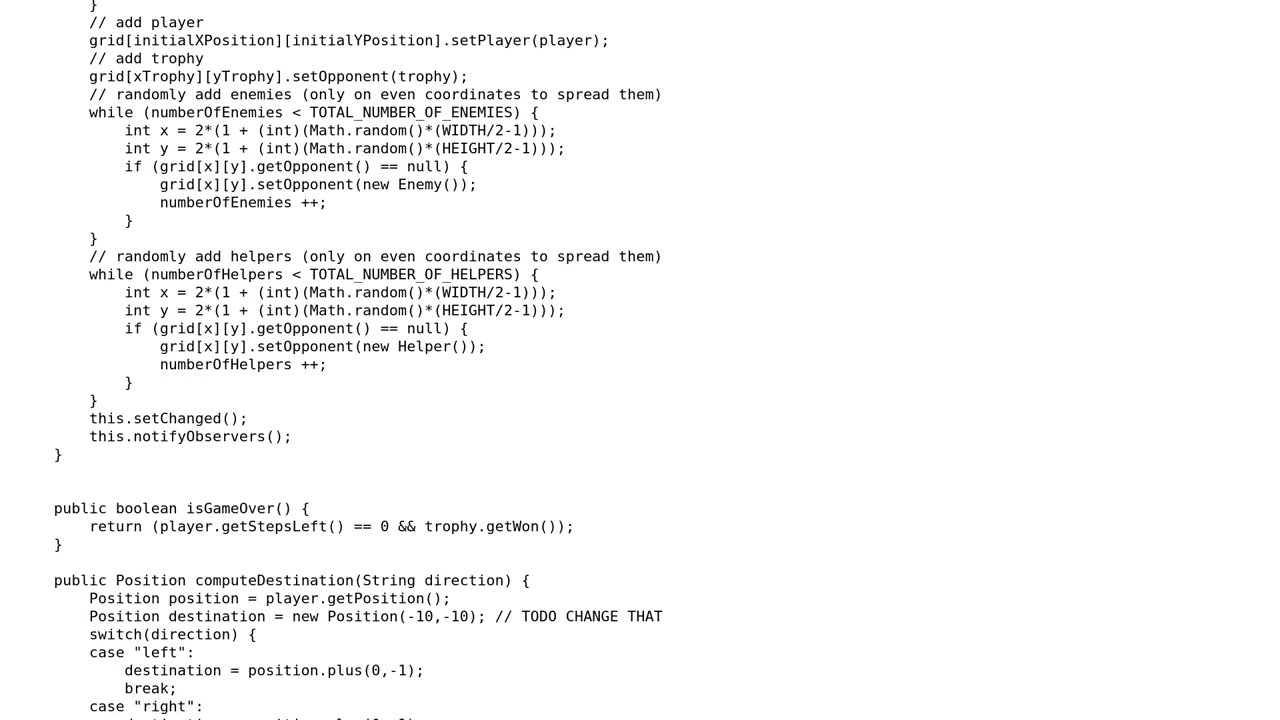 }
// add player
grid[initialXPosition][initialYPosition].setPlayer(player);
// add trophy
grid[xTrophy][yTrophy].setOpponent(trophy);
// randomly add enemies (only on even coordinates to spread them)
while (numberOfEnemies < TOTAL_NUMBER_OF_ENEMIES) {
int x = 2*(1 + (int)(Math.random()*(WIDTH/2-1)));
int y = 2*(1 + (int)(Math.random()*(HEIGHT/2-1)));
if (grid[x][y].getOpponent() == null) {
grid[x][y].setOpponent(new Enemy());
numberOfEnemies ++;
}
}
// randomly add helpers (only on even coordinates to spread them)
while (numberOfHelpers < TOTAL_NUMBER_OF_HELPERS) {
int x = 2*(1 + (int)(Math.random()*(WIDTH/2-1)));
int y = 2*(1 + (int)(Math.random()*(HEIGHT/2-1)));
if (grid[x][y].getOpponent() == null) {
grid[x][y].setOpponent(new Helper());
numberOfHelpers ++;
}
}
this.setChanged();
this.notifyObservers();
}
public boolean isGameOver() {
return (player.getStepsLeft() == 0 && trophy.getWon());
}
public Position computeDestination(String direction) {
Position position = player.getPosition();
Position destination = new Position(-10,-10); // TODO CHANGE THAT
switch(direction) {
case "left":
destination = position.plus(0,-1);
break;
case "right":